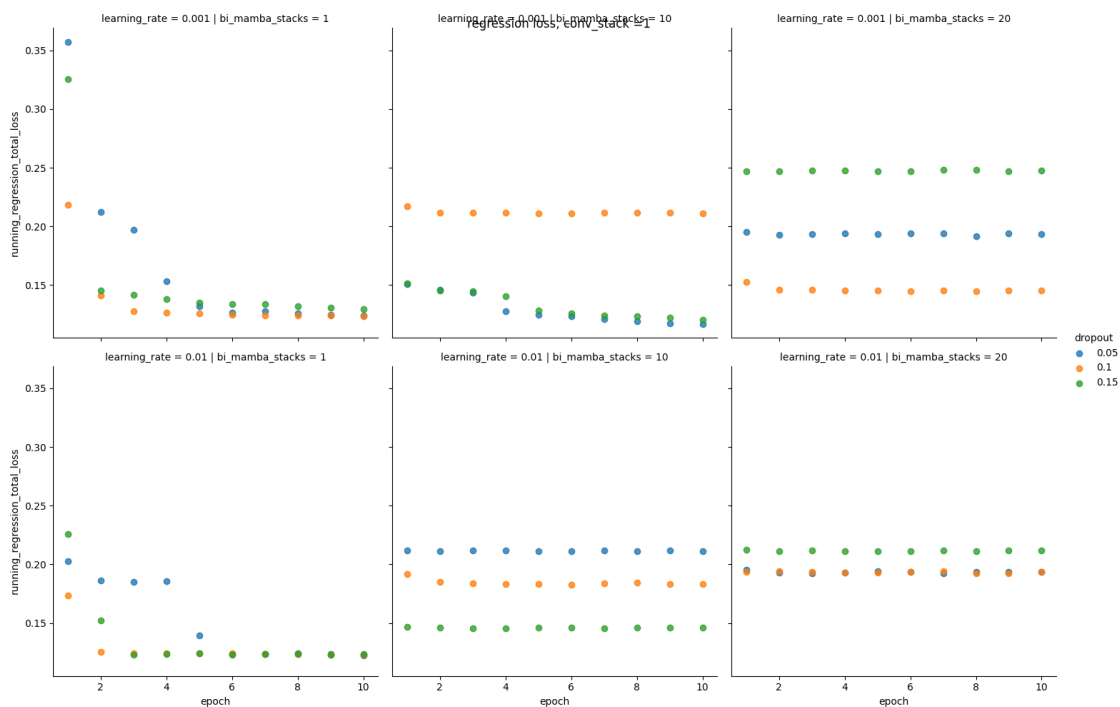 regression loss, conv_stack =1
learning_rate = 0.001 | bi_mamba_stacks = 1
learning_rate = 0.001 | bi_mamba_stacks = 10
learning_rate = 0.001 | bi_mamba_stacks = 20
0.35
0.30
0.25
0.20
0.15
running_regression_total_loss
learning_rate = 0.01 | bi_mamba_stacks = 1
learning_rate = 0.01 | bi_mamba_stacks = 10
learning_rate = 0.01 | bi_mamba_stacks = 20
0.35
0.30
0.25
0.20
0.15
running_regression_total_loss
2 4 6 8 10
2 4 6 8 10
2 4 6 8 10
epoch
epoch
epoch
dropout
0.05
0.1
0.15